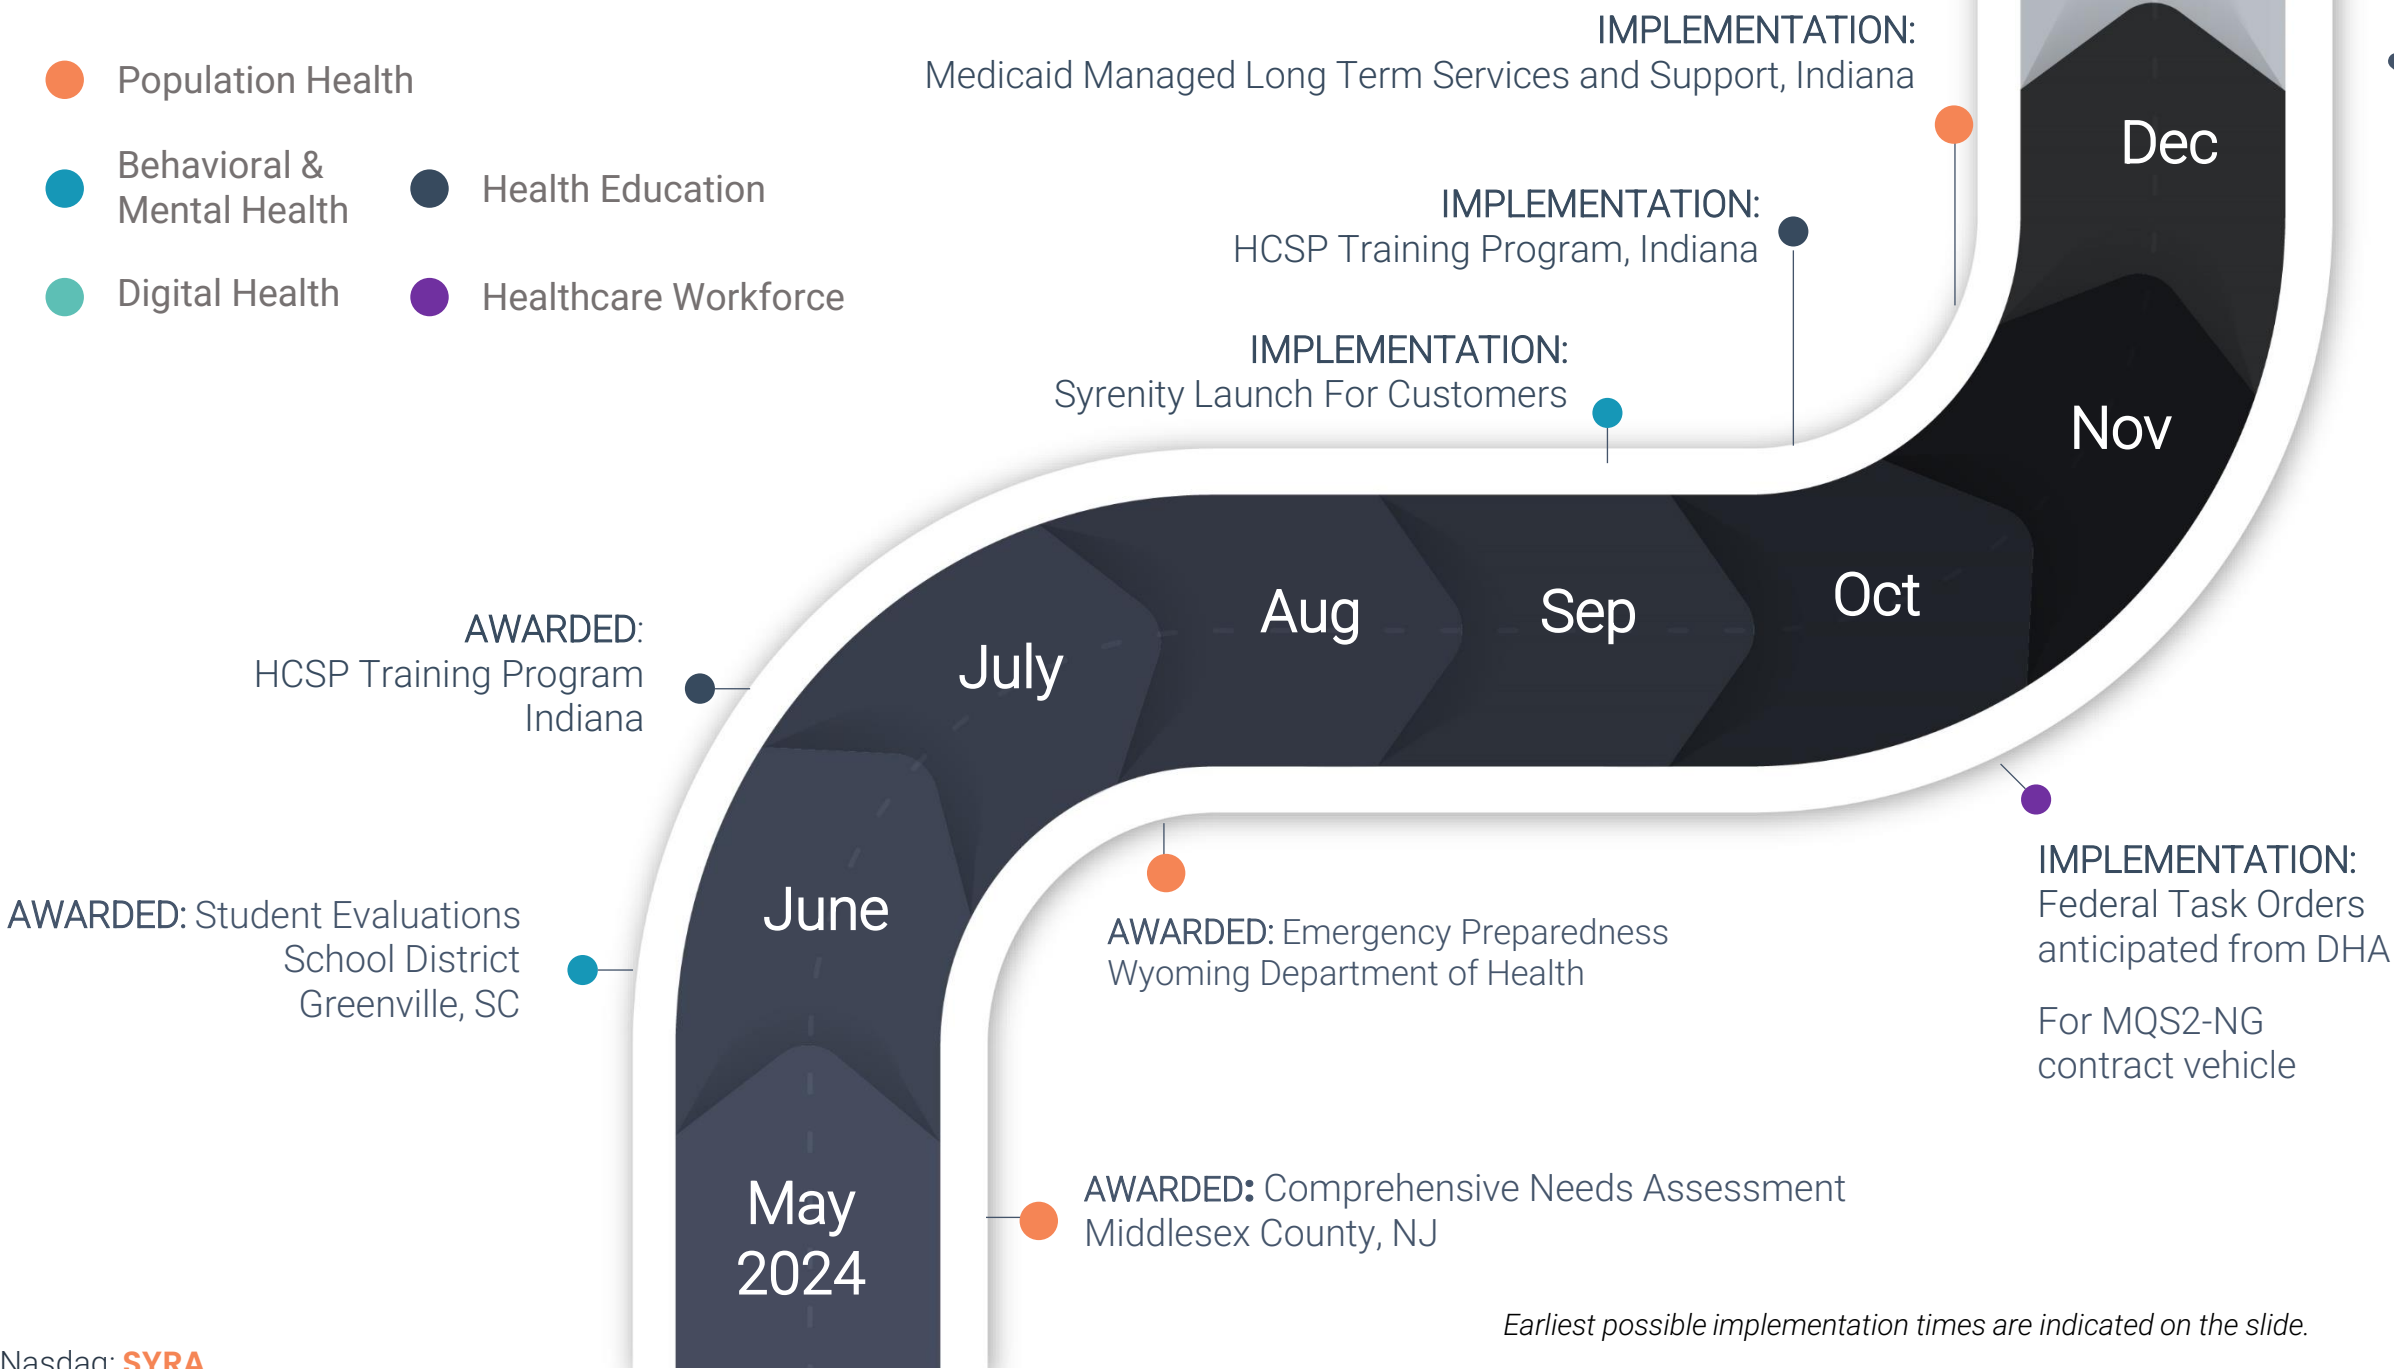 Population Health
Behavioral &
Mental Health
Health Education
Digital Health
Healthcare Workforce
IMPLEMENTATION:
Medicaid Managed Long Term Services and Support, Indiana
IMPLEMENTATION:
HCSP Training Program, Indiana
IMPLEMENTATION:
Syrenity Launch For Customers
Dec
Nov
Oct
Sep
Aug
July
June
May
2024
AWARDED:
HCSP Training Program
Indiana
AWARDED: Student Evaluations
School District
Greenville, SC
AWARDED: Emergency Preparedness
Wyoming Department of Health
IMPLEMENTATION:
Federal Task Orders
anticipated from DHA
For MQS2-NG
contract vehicle
AWARDED: Comprehensive Needs Assessment
Middlesex County, NJ
Earliest possible implementation times are indicated on the slide.
Nasdaq: SYRA